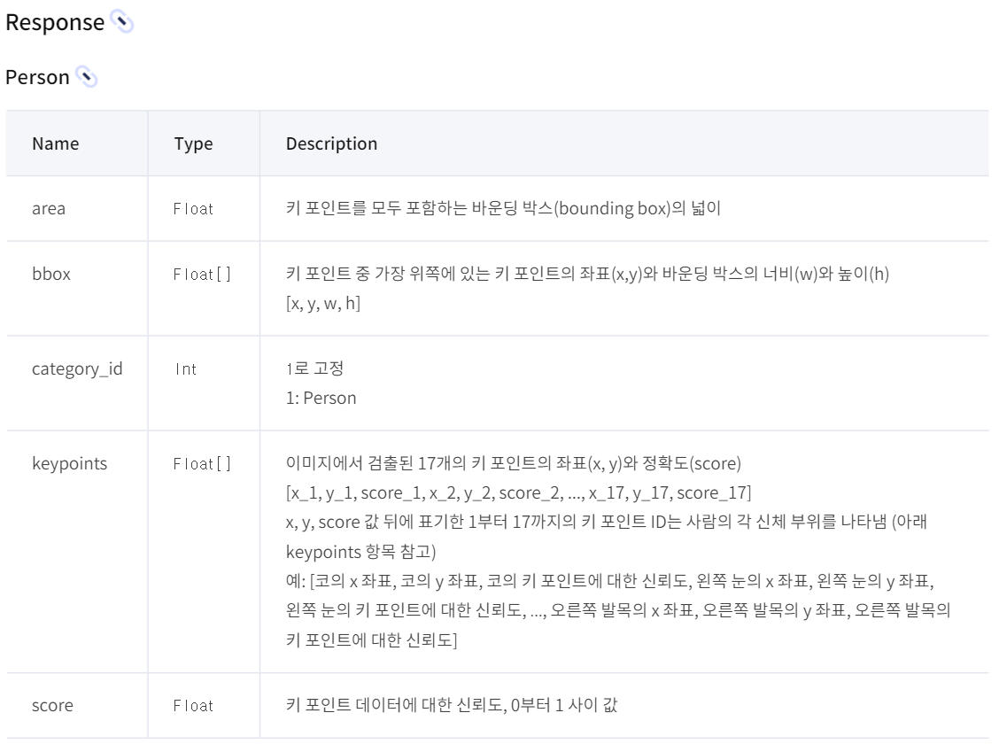 Response
Person
Name Type Description
area Float 키 포인트를 모두 포함하는 바운딩 박스(bounding box)의 넓이
bbox Float[] 키 포인트 중 가장 위쪽에 있는 키 포인트의 좌표(x,y)와 바운딩 박스의 너비(w)와 높이(h)
[x, y, w, h]
category_id Int 1로 고정
1: Person
keypoints Float[] 이미지에서 검출된 17개의 키 포인트의 좌표(x, y)와 정확도(score)
[x_1, y_1, score_1, x_2, y_2, score_2, ..., x_17, y_17, score_17]
x, y, score 값 뒤에 표기한 1부터 17까지의 키 포인트 ID는 사람의 각 신체 부위를 나타냄 (아래
keypoints 항목 참고)
예: [코의 x 좌표, 코의 y 좌표, 코의 키 포인트에 대한 신뢰도, 왼쪽 눈의 x 좌표, 왼쪽 눈의 y 좌표,
왼쪽 눈의 키 포인트에 대한 신뢰도, ..., 오른쪽 발목의 x 좌표, 오른쪽 발목의 y 좌표, 오른쪽 발목의
키 포인트에 대한 신뢰도]
score Float 키 포인트 데이터에 대한 신뢰도, 0부터 1 사이 값